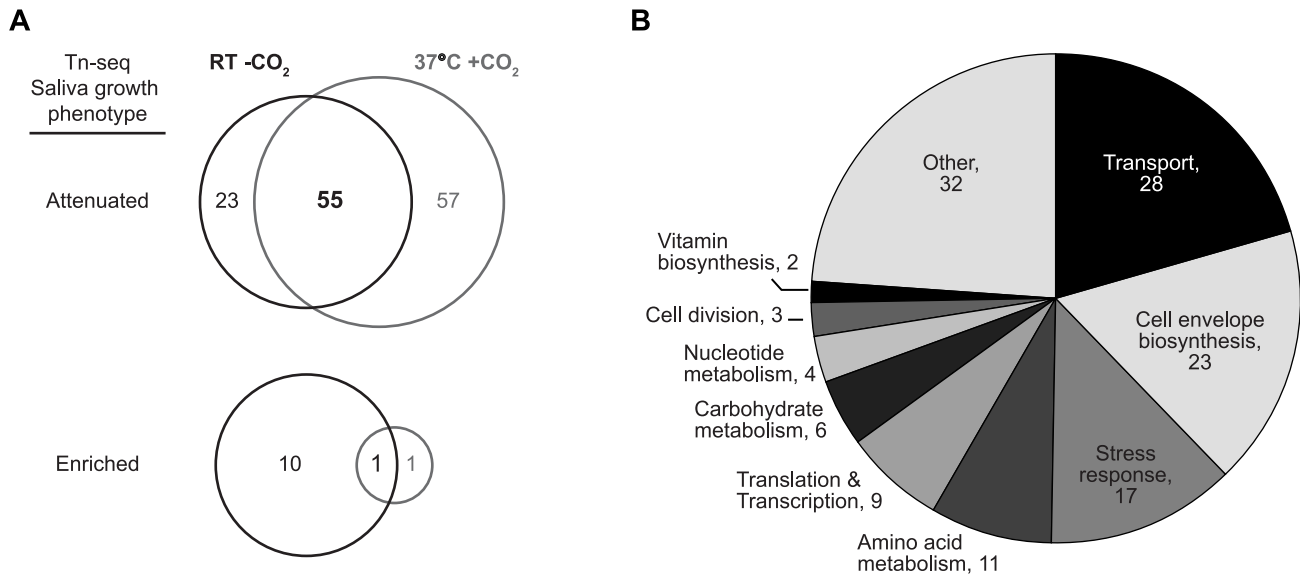 A
Tn-seq
Saliva growth
phenotype
RT -CO₂
37°C +CO₂
Attenuated
23
55
57
Enriched
10
1
1
B
Other,
32
Transport,
28
Vitamin
biosynthesis, 2
Cell division, 3
Nucleotide
metabolism, 4
Carbohydrate
metabolism, 6
Translation &
Transcription, 9
Amino acid
metabolism, 11
Stress
response,
17
Cell envelope
biosynthesis,
23